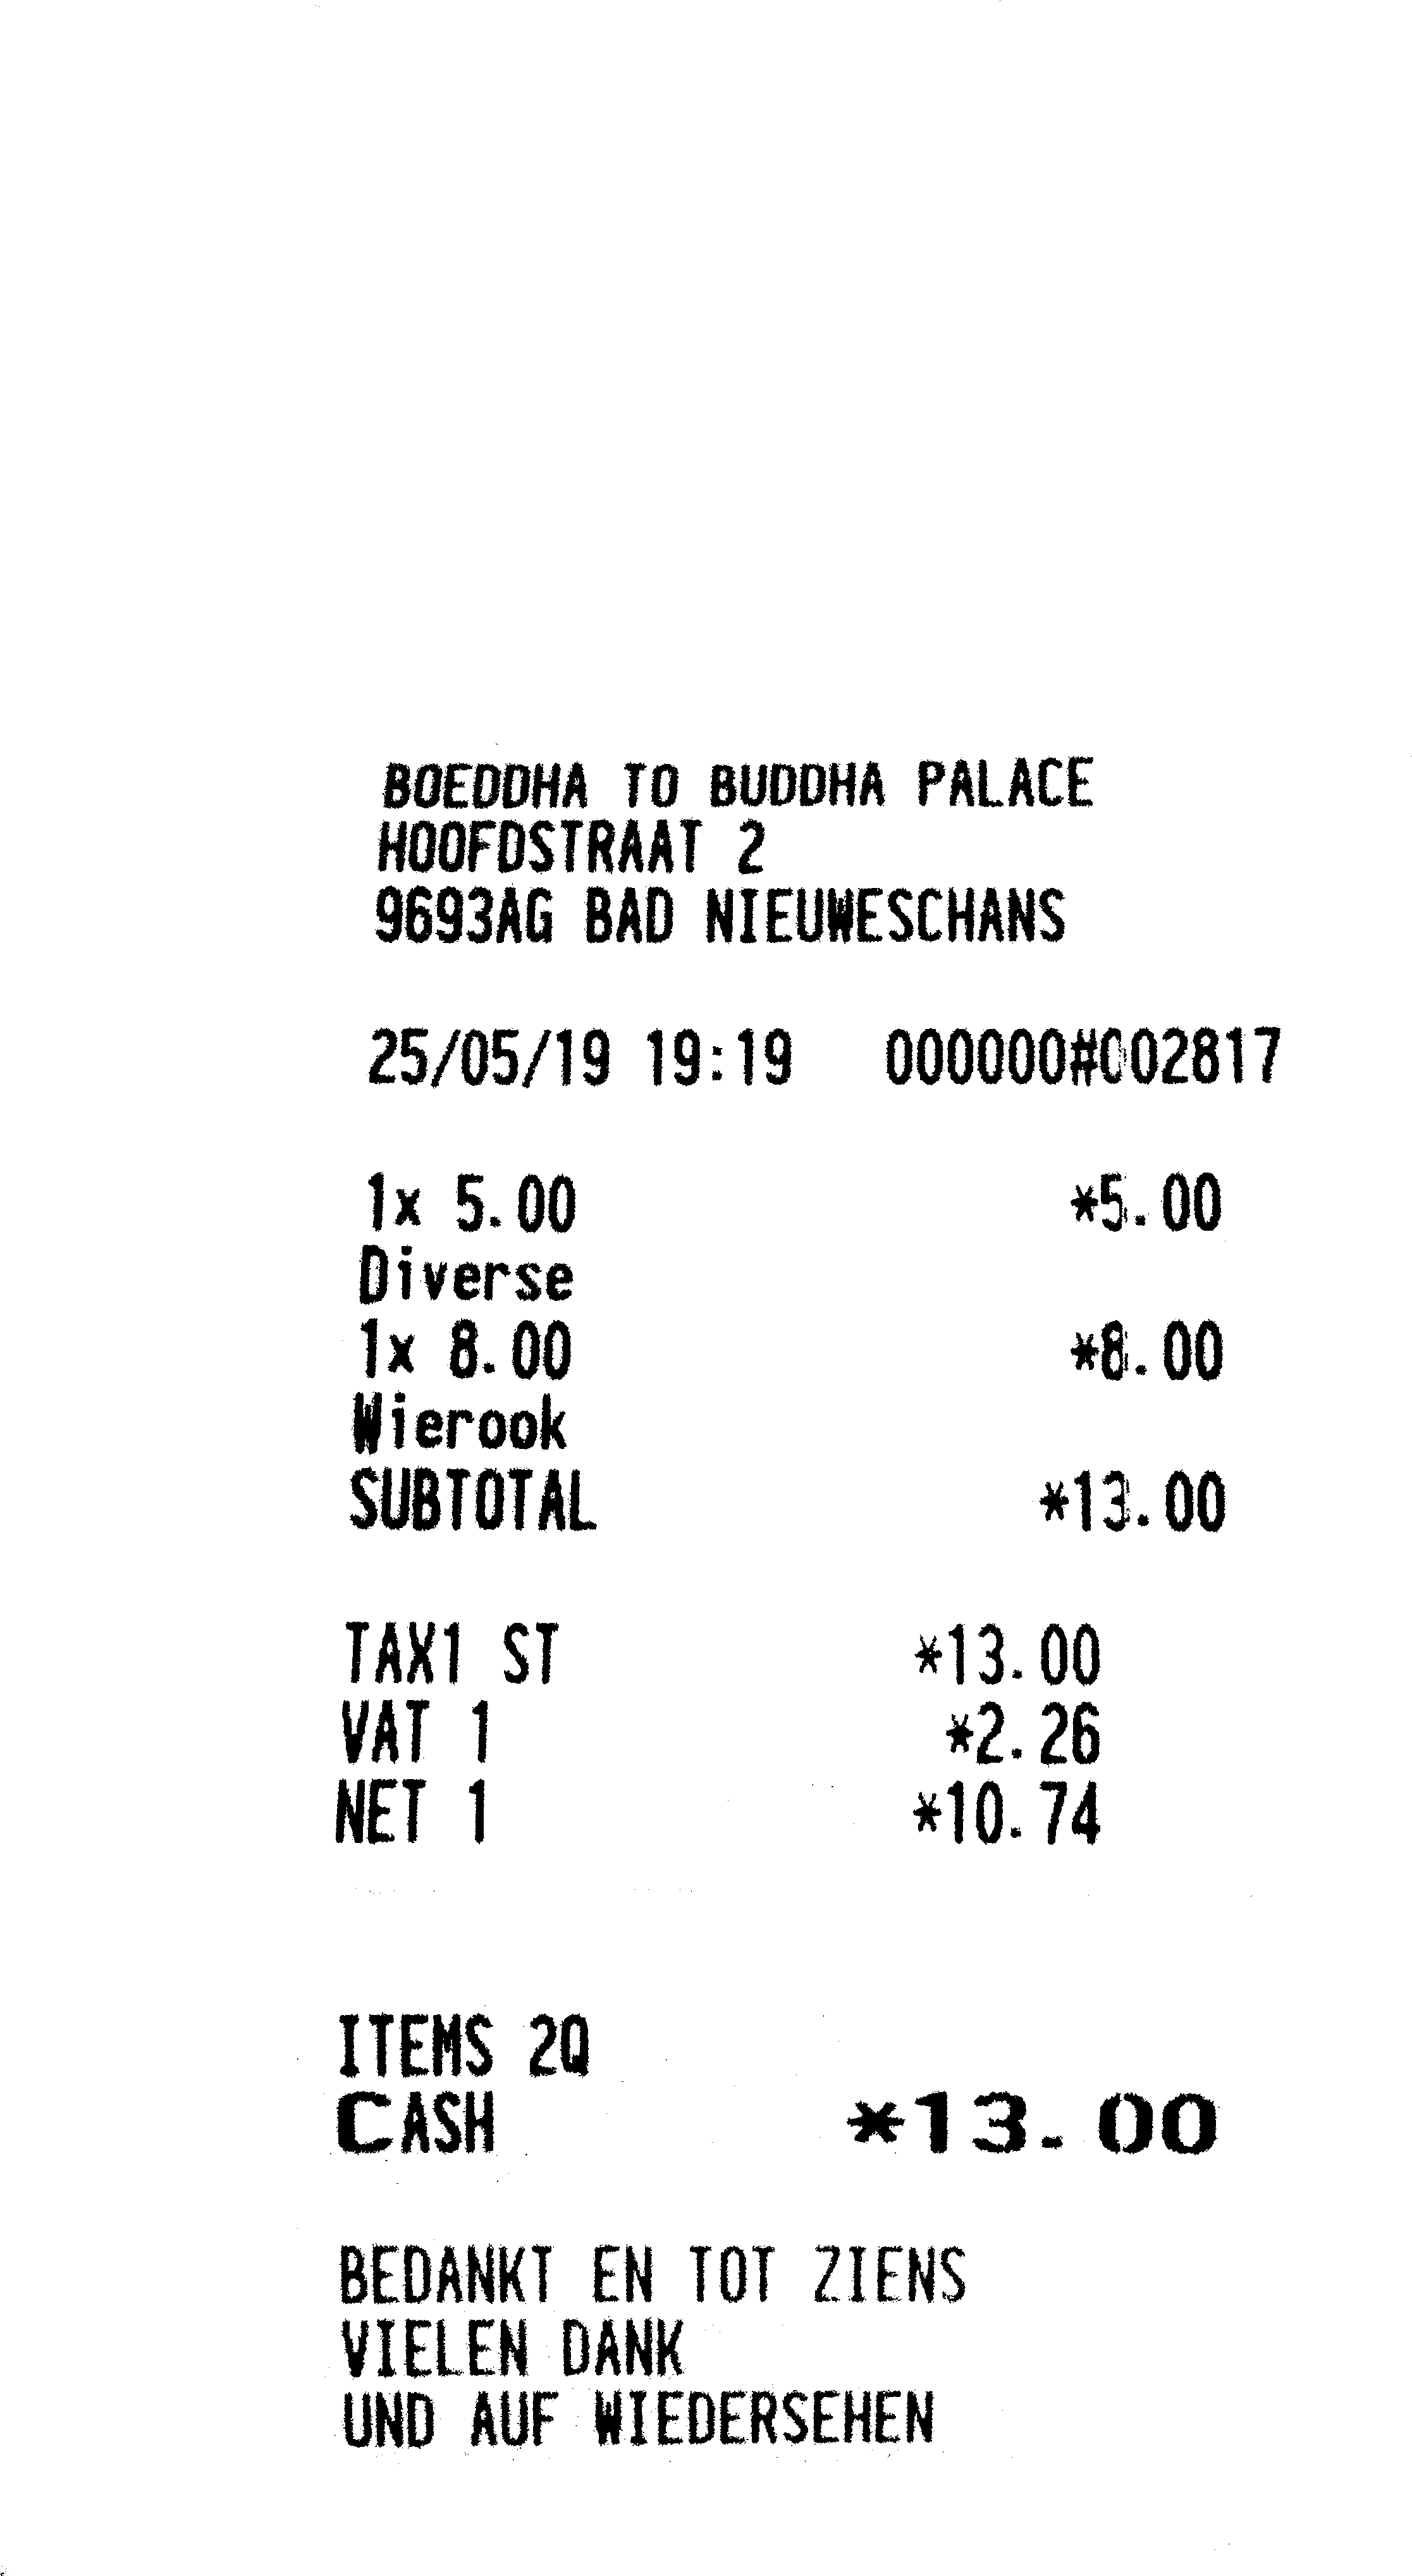 BOEDDHA TO BUDDHA PALACE
HOOFDSTRAAT 2
9693AG BAD NIEUWESCHANS
25/05/19 19:19 000000#002817
1x 5.00 *5.00
Diverse
1x 8.00 *8.00
Wierook
SUBTOTAL *13.00
TAX1 ST *13.00
VAT 1 *2.26
NET 1 *10.74
ITEMS 2Q
CASH *13.00
BEDANKT EN TOT ZIENS
VIELEN DANK
UND AUF WIEDERSEHEN